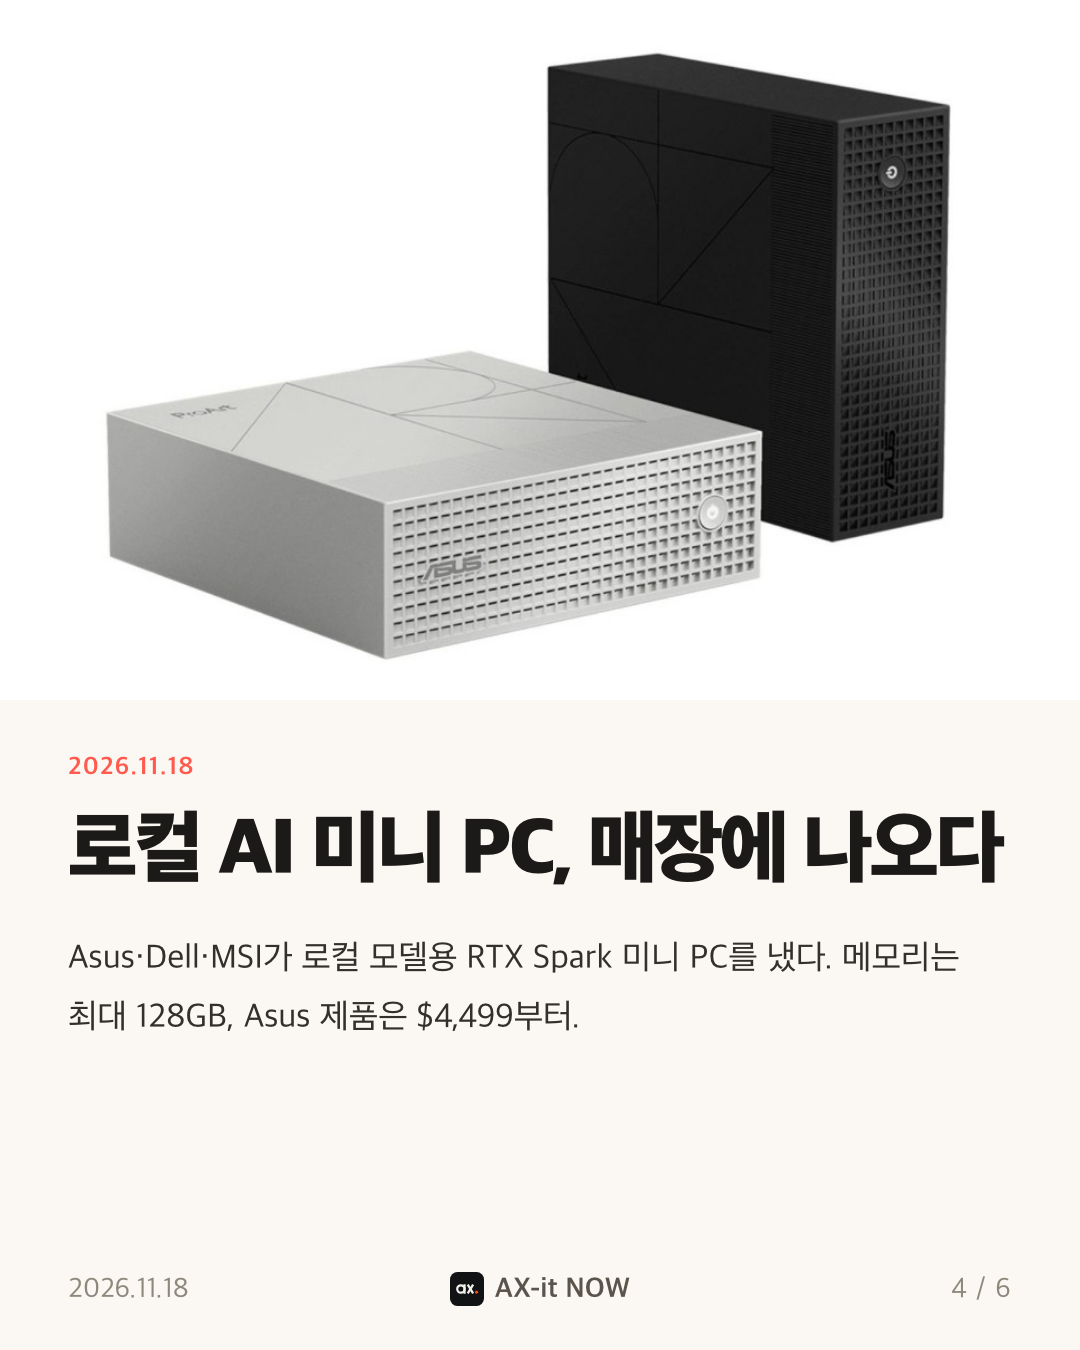 ProArt
ASUS
ASUS
2026.11.18
로컬 AI 미니 PC, 매장에 나오다
Asus·Dell·MSI가 로컬 모델용 RTX Spark 미니 PC를 냈다. 메모리는
최대 128GB, Asus 제품은 $4,499부터.
2026.11.18
ax.
AX-it NOW
4 / 6